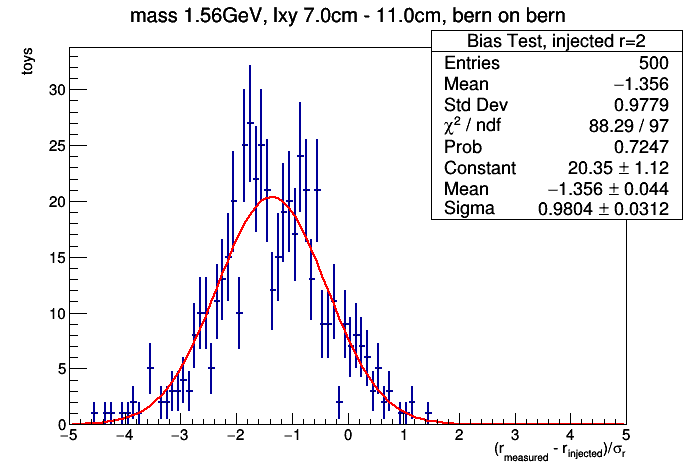 mass 1.56GeV, lxy 7.0cm - 11.0cm, bern on bern
Bias Test, injected r=2
Entries 500
Mean −1.356
Std Dev 0.9779
χ² / ndf 88.29 / 97
Prob 0.7247
Constant 20.35 ± 1.12
Mean −1.356 ± 0.044
Sigma 0.9804 ± 0.0312
toys
30
25
20
15
10
5
0
−5 −4 −3 −2 −1 0 1 2 3 4 5
(r_measured - r_injected)/σ_r